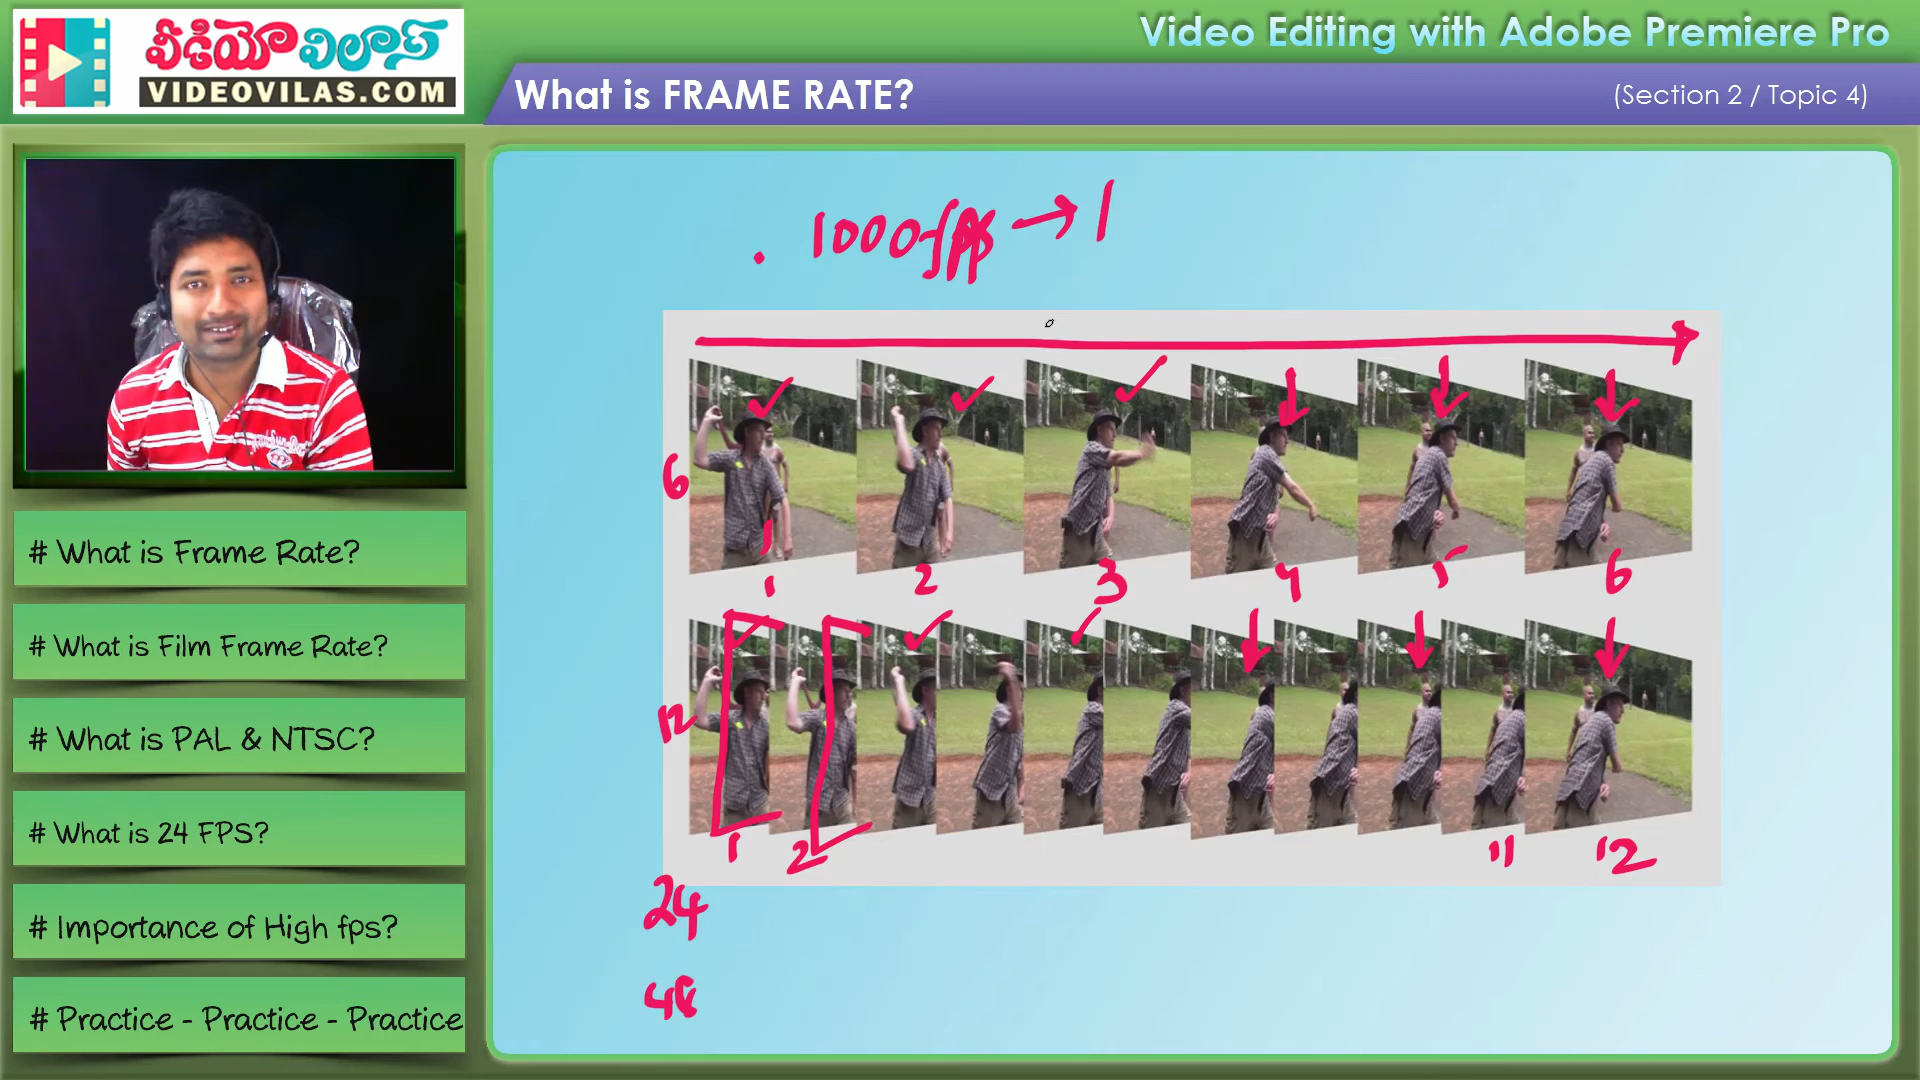 వీడియో విలాస్
VIDEOVILAS.COM
Video Editing with Adobe Premiere Pro
What is FRAME RATE?
(Section 2 / Topic 4)
# What is Frame Rate?
# What is Film Frame Rate?
# What is PAL & NTSC?
# What is 24 FPS?
# Importance of High fps?
# Practice - Practice - Practice
. 1000 fps → 1
6
1 2 3 4 5 6
12
1 2 11 12
24
48